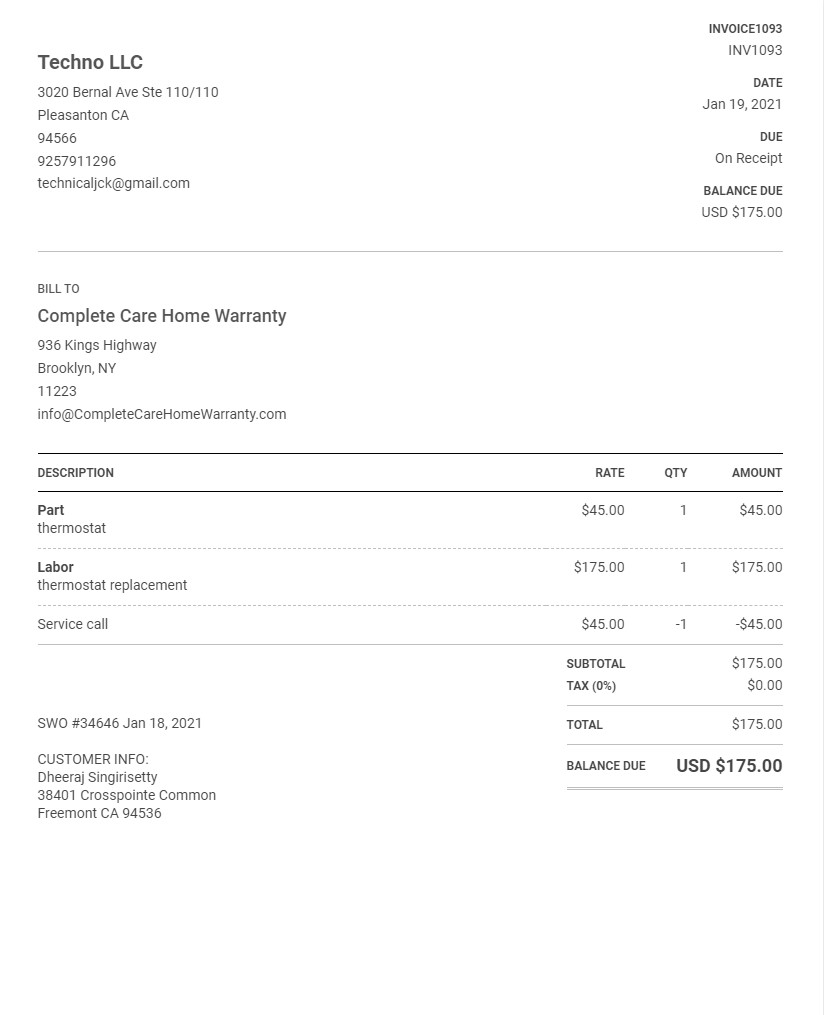 INVOICE1093
INV1093
Techno LLC
DATE
3020 Bernal Ave Ste 110/110
Jan 19, 2021
Pleasanton CA
94566
DUE
9257911296
On Receipt
technicaljck@gmail.com
BALANCE DUE
USD $175.00
BILL TO
Complete Care Home Warranty
936 Kings Highway
Brooklyn, NY
11223
info@CompleteCareHomeWarranty.com
DESCRIPTION RATE QTY AMOUNT
Part $45.00 1 $45.00
thermostat
Labor $175.00 1 $175.00
thermostat replacement
Service call $45.00 -1 -$45.00
SUBTOTAL $175.00
TAX (0%) $0.00
SWO #34646 Jan 18, 2021
TOTAL $175.00
CUSTOMER INFO:
BALANCE DUE USD $175.00
Dheeraj Singirisetty
38401 Crosspointe Common
Freemont CA 94536